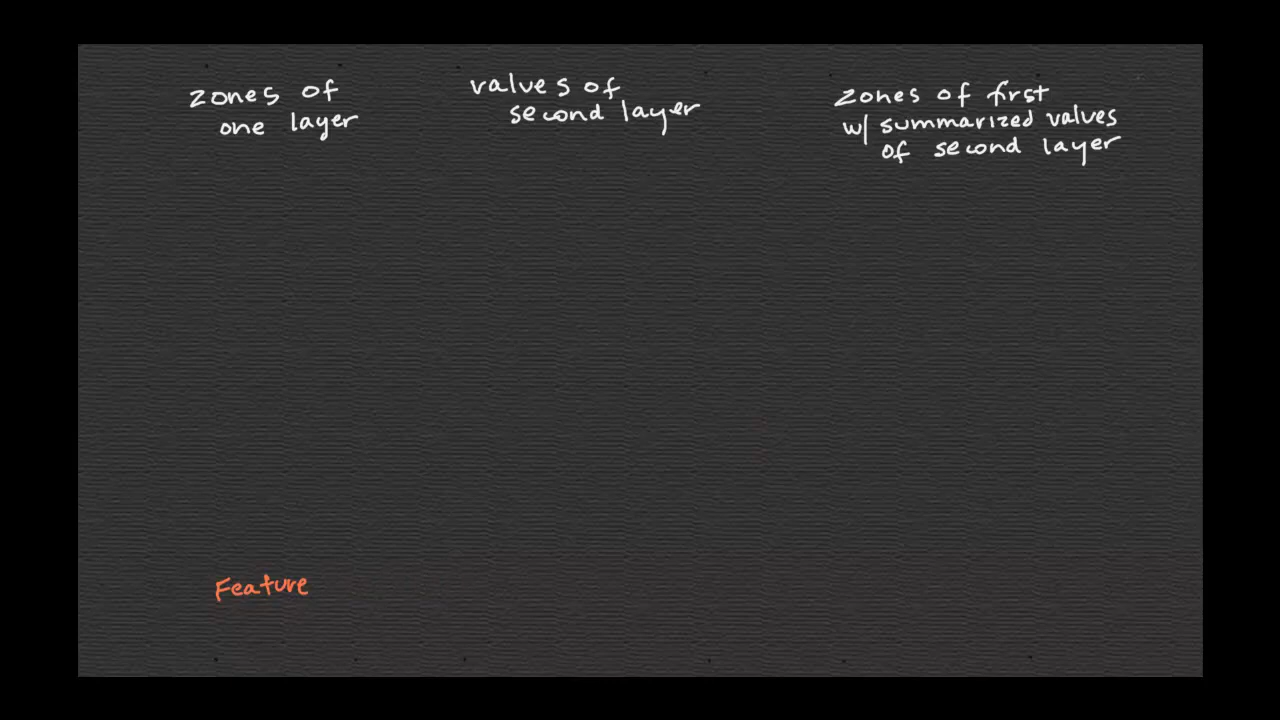 zones of
one layer
values of
second layer
zones of first
w/ summarized values
of second layer
Feature